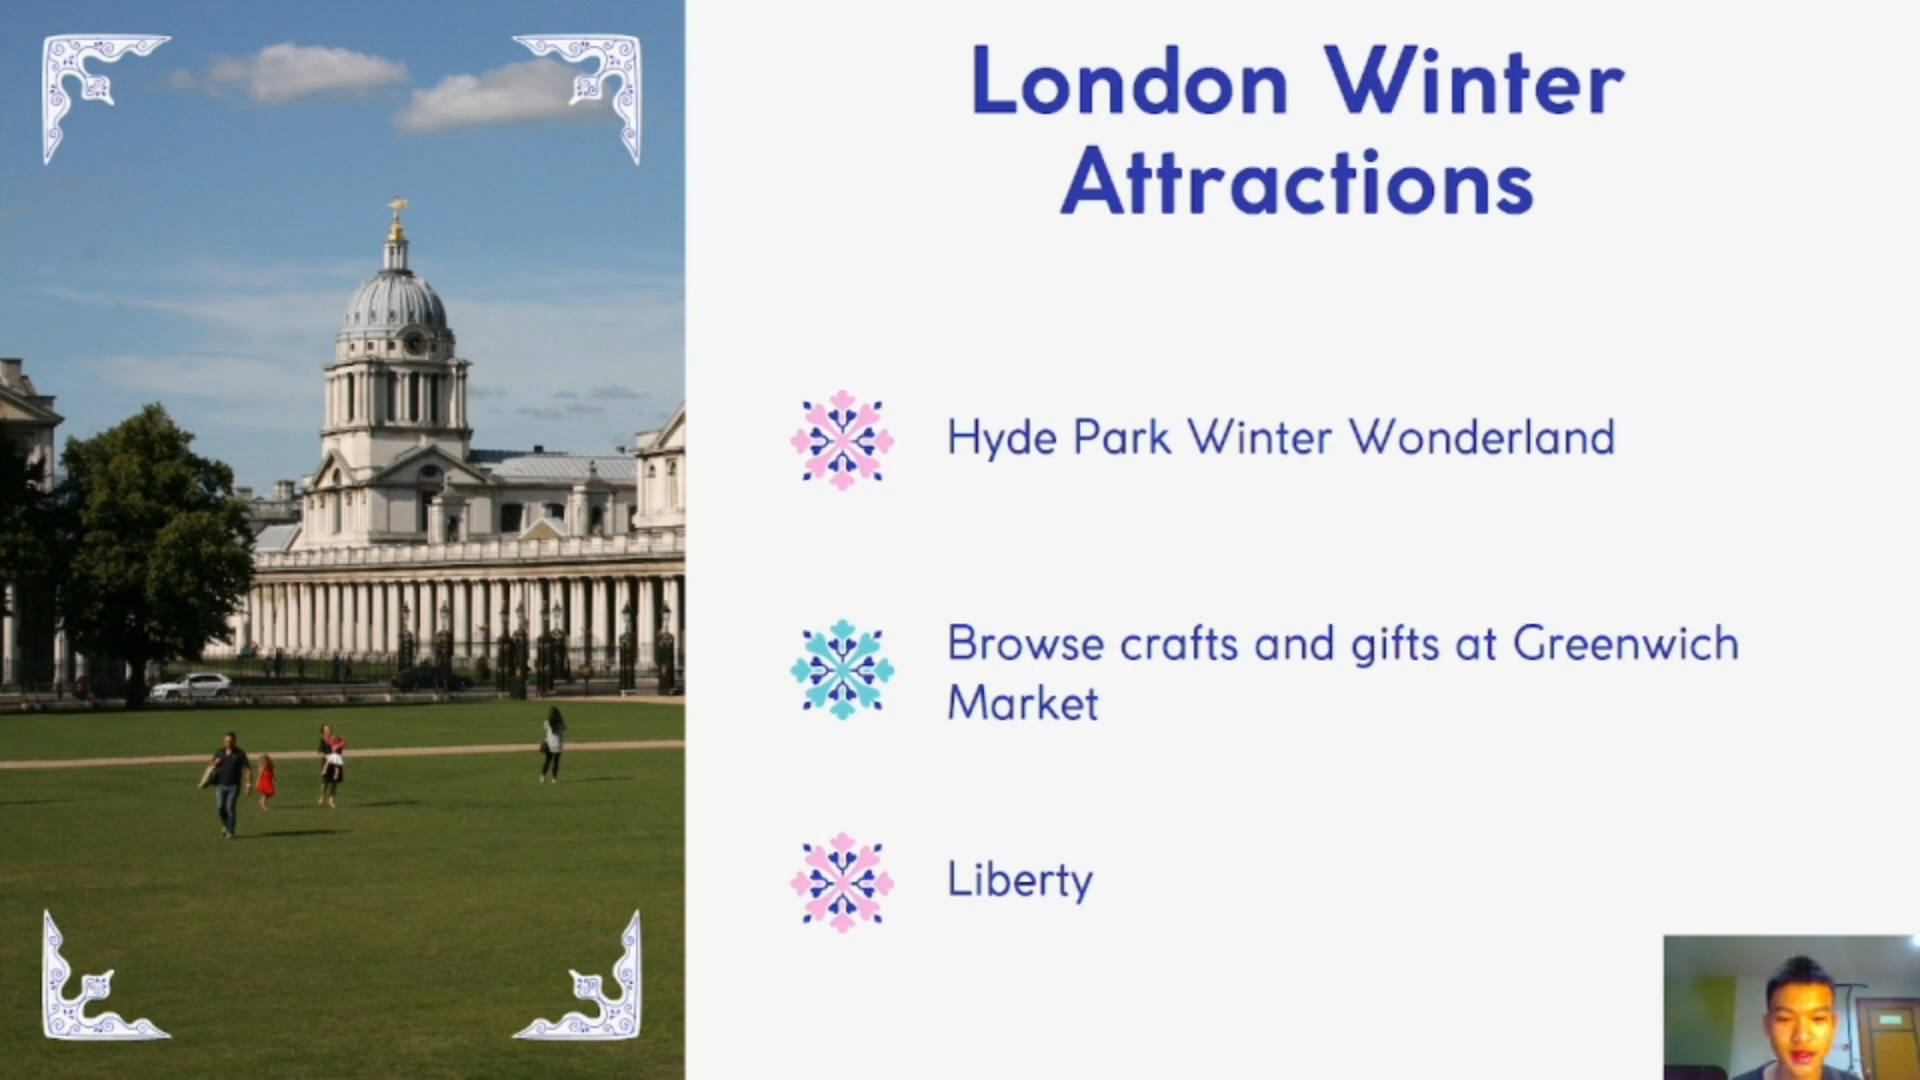 London Winter
Attractions
Hyde Park Winter Wonderland
Browse crafts and gifts at Greenwich
Market
Liberty